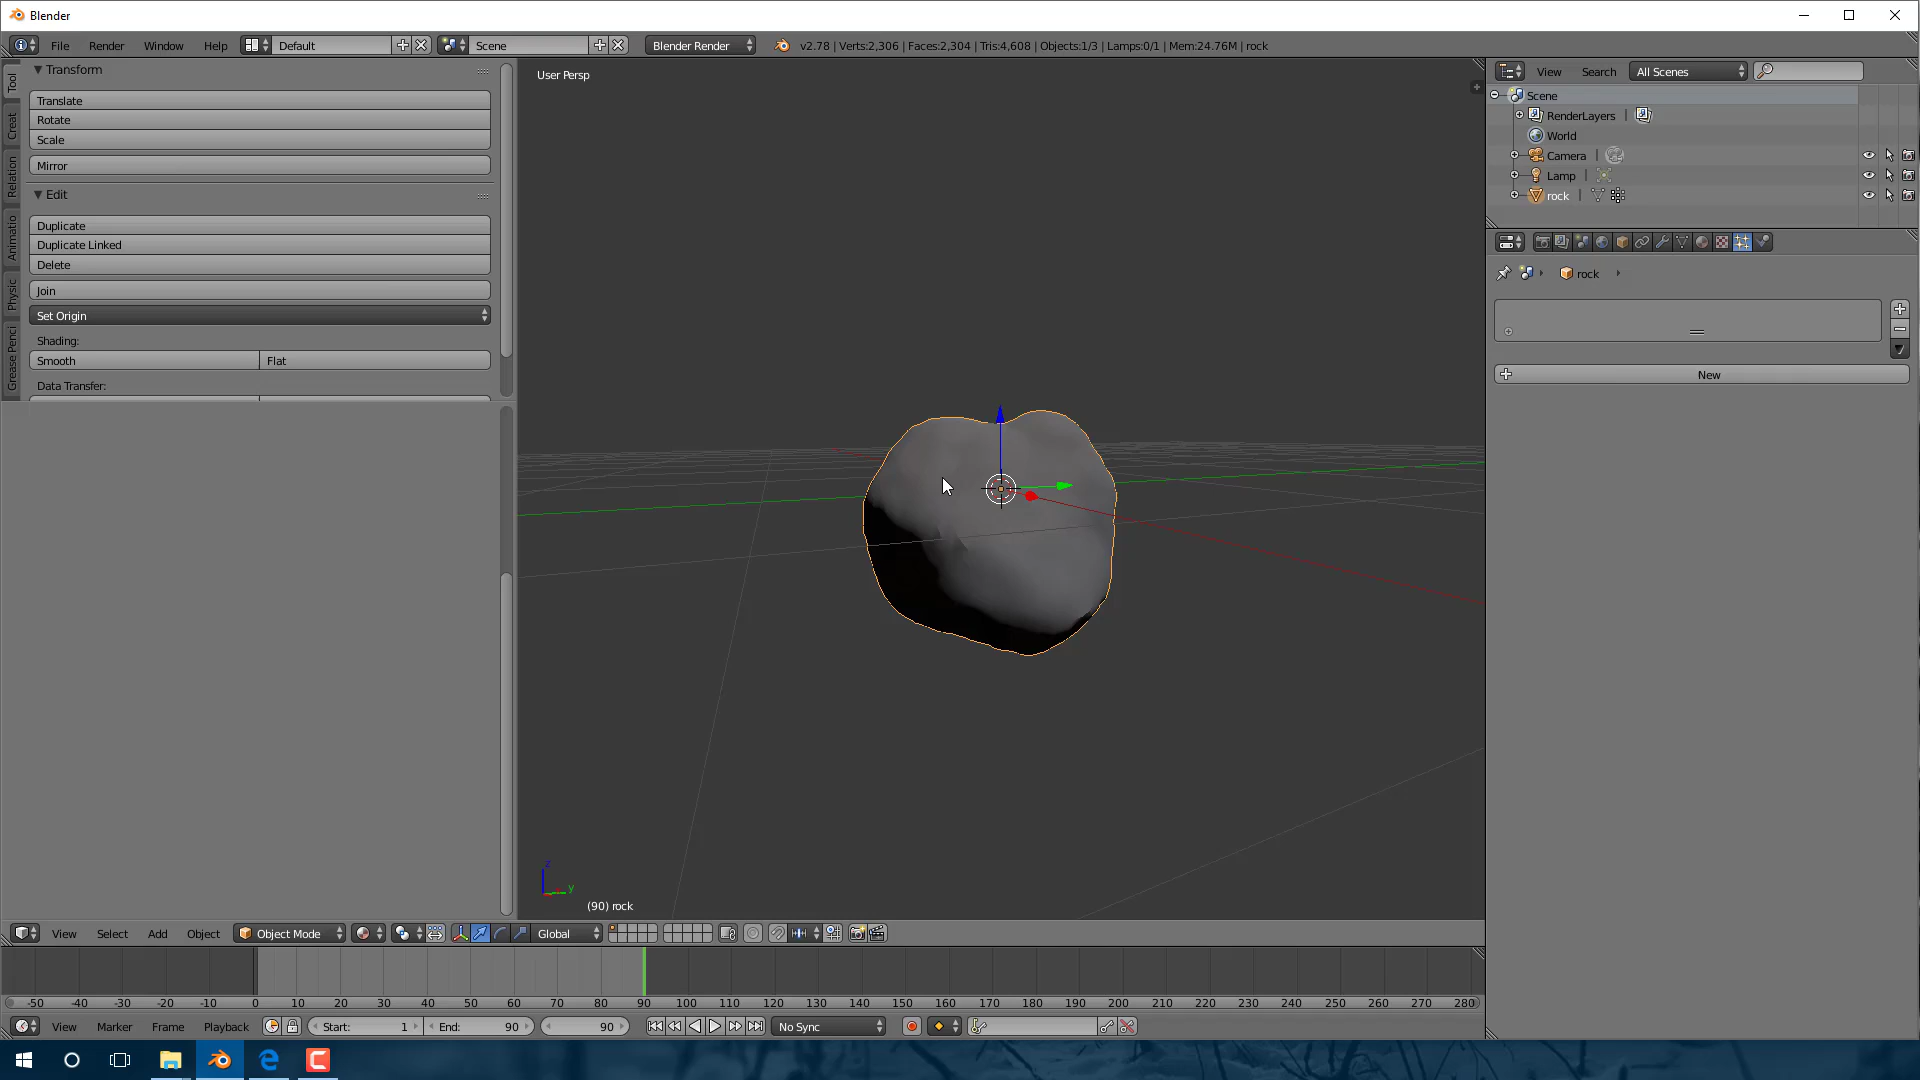 Blender
File Render Window Help Default Scene Blender Render v2.78 | Verts:2,306 | Faces:2,304 | Tris:4,608 | Objects:1/3 | Lamps:0/1 | Mem:24.76M | rock
Tool
Creat
Relation
Animatio
Physic
Grease Penci
Transform
Translate
Rotate
Scale
Mirror
Edit
Duplicate
Duplicate Linked
Delete
Join
Set Origin
Shading:
Smooth Flat
Data Transfer:
User Persp
z
y
(90) rock
View Search All Scenes
Scene
RenderLayers |
World
Camera |
Lamp |
rock |
rock
New
View Select Add Object Object Mode Global
-50 -40 -30 -20 -10 0 10 20 30 40 50 60 70 80 90 100 110 120 130 140 150 160 170 180 190 200 210 220 230 240 250 260 270 280
View Marker Frame Playback Start: 1 End: 90 90 No Sync